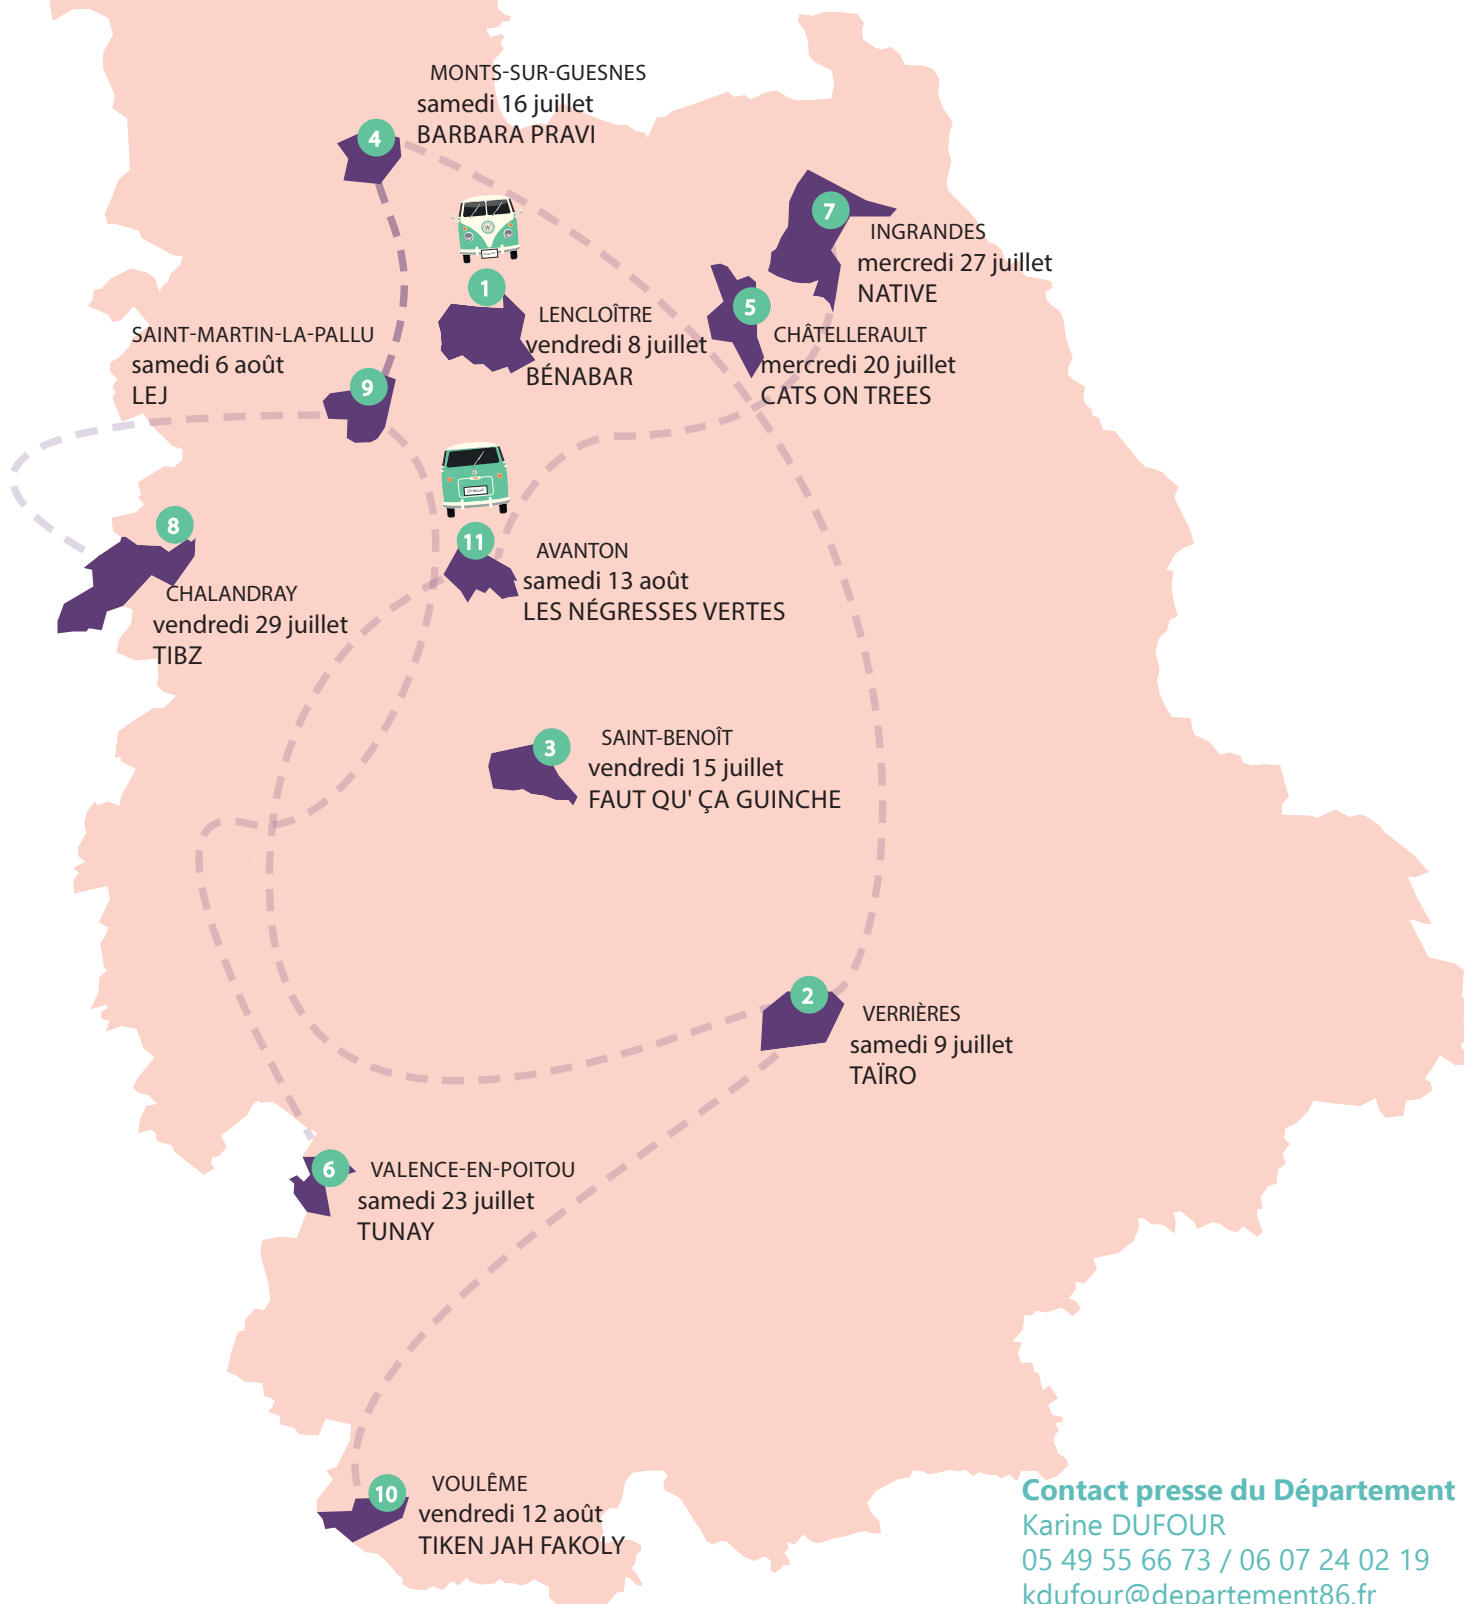 MONTS-SUR-GUESNES
samedi 16 juillet
BARBARA PRAVI
4
7
INGRANDES
mercredi 27 juillet
NATIVE
1
LENCLOÎTRE
vendredi 8 juillet
BÉNABAR
5
CHÂTELLERAULT
mercredi 20 juillet
CATS ON TREES
SAINT-MARTIN-LA-PALLU
samedi 6 août
LEJ
9
8
CHALANDRAY
vendredi 29 juillet
TIBZ
11
AVANTON
samedi 13 août
LES NÉGRESSES VERTES
3
SAINT-BENOÎT
vendredi 15 juillet
FAUT QU' ÇA GUINCHE
2
VERRIÈRES
samedi 9 juillet
TAÏRO
6
VALENCE-EN-POITOU
samedi 23 juillet
TUNAY
10
VOULÊME
vendredi 12 août
TIKEN JAH FAKOLY
Contact presse du Département
Karine DUFOUR
05 49 55 66 73 / 06 07 24 02 19
kdufour@departement86.fr